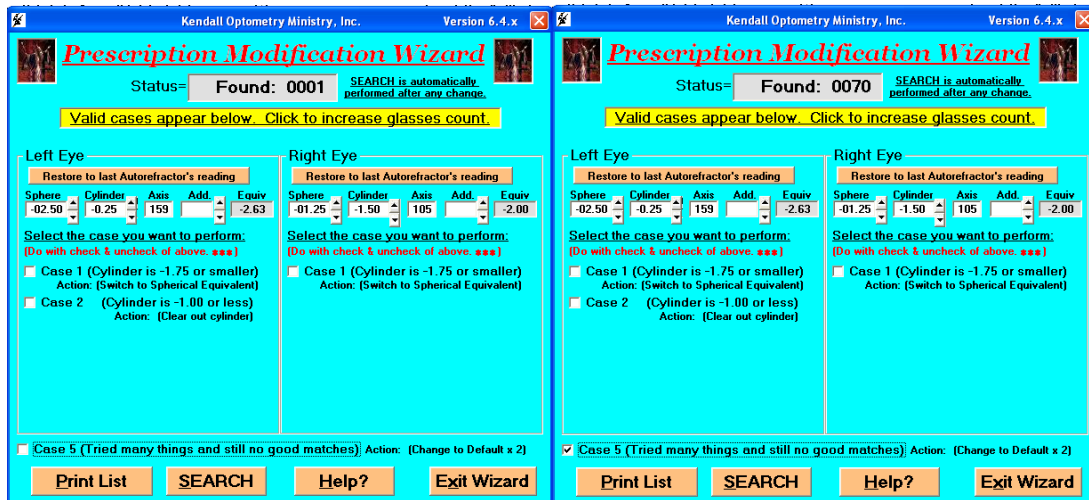 Kendall Optometry Ministry, Inc. Version 6.4.x
Prescription Modification Wizard
Status= Found: 0001 SEARCH is automatically
performed after any change.
Valid cases appear below. Click to increase glasses count.
Left Eye
Restore to last Autorefractor's reading
Sphere Cylinder Axis Add. Equiv
-02.50 -0.25 159 -2.63
Select the case you want to perform:
(Do with check & uncheck of above. ***)
Case 1 (Cylinder is -1.75 or smaller)
Action: (Switch to Spherical Equivalent)
Case 2 (Cylinder is -1.00 or less)
Action: (Clear out cylinder)
Right Eye
Restore to last Autorefractor's reading
Sphere Cylinder Axis Add. Equiv
-01.25 -1.50 105 -2.00
Select the case you want to perform:
(Do with check & uncheck of above. ***)
Case 1 (Cylinder is -1.75 or smaller)
Action: (Switch to Spherical Equivalent)
Case 5 (Tried many things and still no good matches) Action: (Change to Default x 2)
Print List SEARCH Help? Exit Wizard
Kendall Optometry Ministry, Inc. Version 6.4.x
Prescription Modification Wizard
Status= Found: 0070 SEARCH is automatically
performed after any change.
Valid cases appear below. Click to increase glasses count.
Left Eye
Restore to last Autorefractor's reading
Sphere Cylinder Axis Add. Equiv
-02.50 -0.25 159 -2.63
Select the case you want to perform:
(Do with check & uncheck of above. ***)
Case 1 (Cylinder is -1.75 or smaller)
Action: (Switch to Spherical Equivalent)
Case 2 (Cylinder is -1.00 or less)
Action: (Clear out cylinder)
Right Eye
Restore to last Autorefractor's reading
Sphere Cylinder Axis Add. Equiv
-01.25 -1.50 105 -2.00
Select the case you want to perform:
(Do with check & uncheck of above. ***)
Case 1 (Cylinder is -1.75 or smaller)
Action: (Switch to Spherical Equivalent)
Case 5 (Tried many things and still no good matches) Action: (Change to Default x 2)
Print List SEARCH Help? Exit Wizard